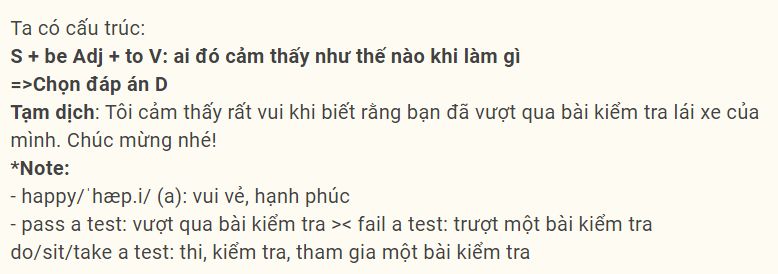 Ta có cấu trúc:
S + be Adj + to V: ai đó cảm thấy như thế nào khi làm gì
=>Chọn đáp án D
Tạm dịch: Tôi cảm thấy rất vui khi biết rằng bạn đã vượt qua bài kiểm tra lái xe của
mình. Chúc mừng nhé!
*Note:
- happy/ˈhæp.i/ (a): vui vẻ, hạnh phúc
- pass a test: vượt qua bài kiểm tra >< fail a test: trượt một bài kiểm tra
do/sit/take a test: thi, kiểm tra, tham gia một bài kiểm tra